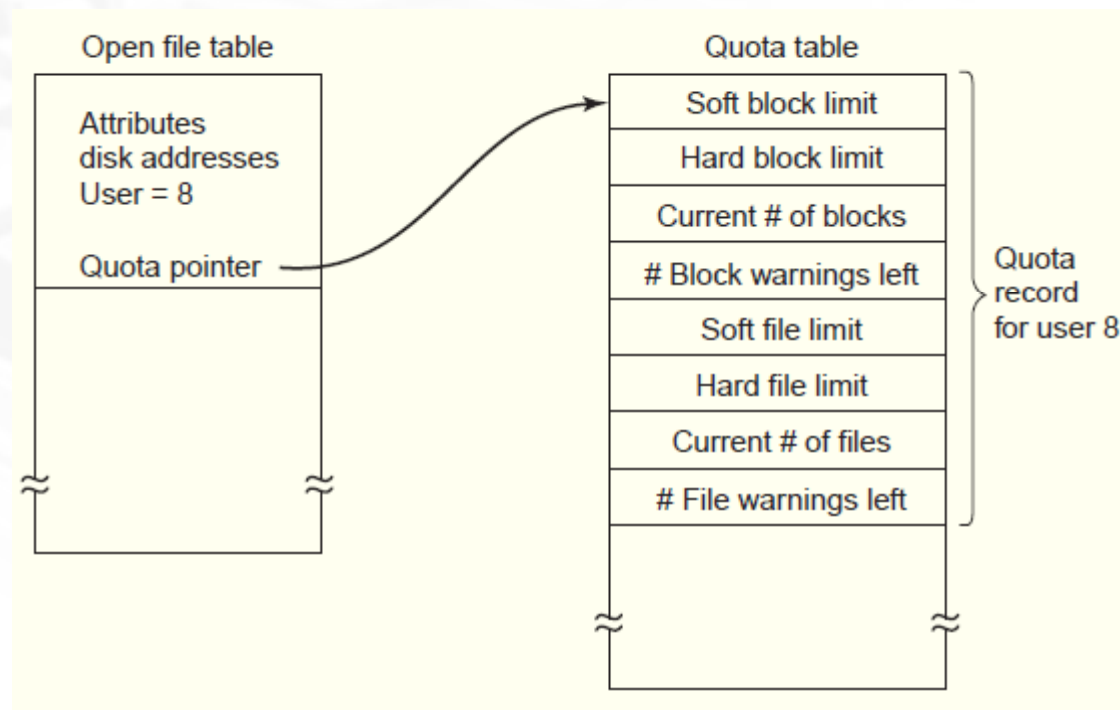 Open file table
Attributes
disk addresses
User = 8
Quota pointer
Quota table
Soft block limit
Hard block limit
Current # of blocks
# Block warnings left
Soft file limit
Hard file limit
Current # of files
# File warnings left
Quota
record
for user 8